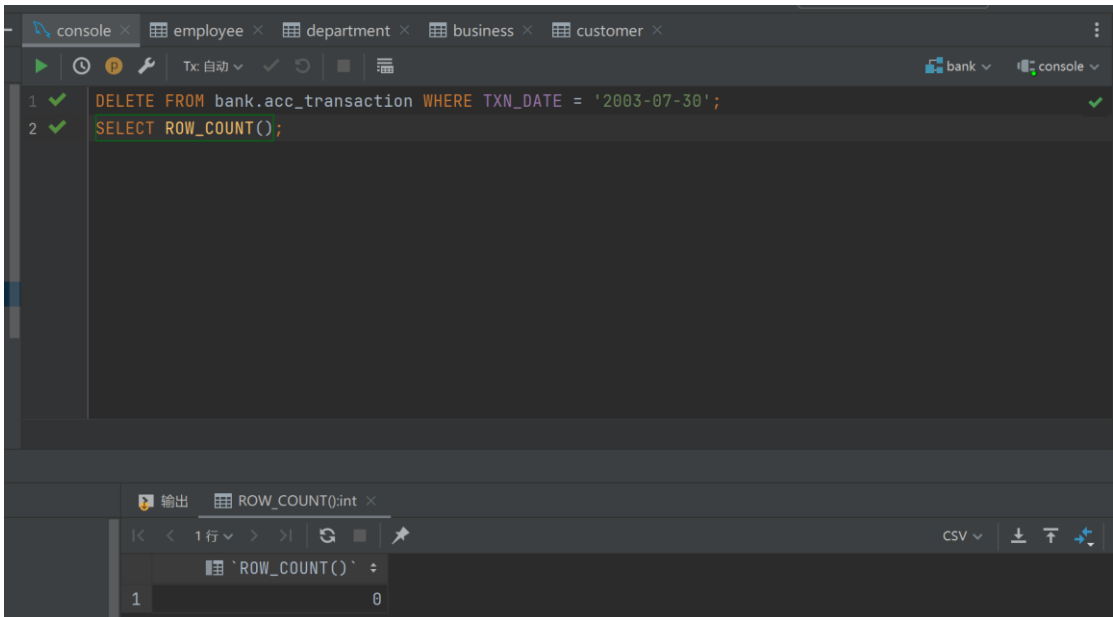 console employee department business customer
Tx: 自动 bank console
1 DELETE FROM bank.acc_transaction WHERE TXN_DATE = '2003-07-30';
2 SELECT ROW_COUNT();
输出 ROW_COUNT():int
1行 CSV
`ROW_COUNT()`
1 0